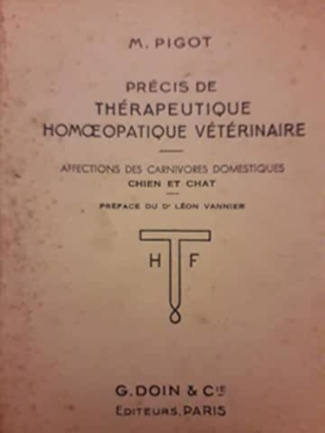 M. PIGOT
PRÉCIS DE
THÉRAPEUTIQUE
HOMŒOPATIQUE VÉTÉRINAIRE
AFFECTIONS DES CARNIVORES DOMESTIQUES
CHIEN ET CHAT
PRÉFACE DU Dr LÉON VANNIER
H F
G. DOIN & CIE
EDITEURS, PARIS